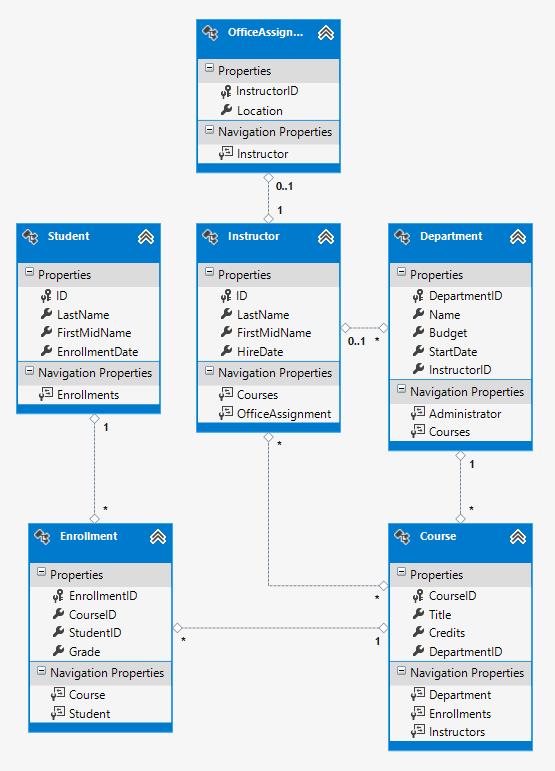 OfficeAssign...
Properties
InstructorID
Location
Navigation Properties
Instructor
0..1
1
Student
Properties
ID
LastName
FirstMidName
EnrollmentDate
Navigation Properties
Enrollments
Instructor
Properties
ID
LastName
FirstMidName
HireDate
Navigation Properties
Courses
OfficeAssignment
0..1
*
Department
Properties
DepartmentID
Name
Budget
StartDate
InstructorID
Navigation Properties
Administrator
Courses
1
*
*
*
1
*
Enrollment
Properties
EnrollmentID
CourseID
StudentID
Grade
Navigation Properties
Course
Student
*
1
Course
Properties
CourseID
Title
Credits
DepartmentID
Navigation Properties
Department
Enrollments
Instructors